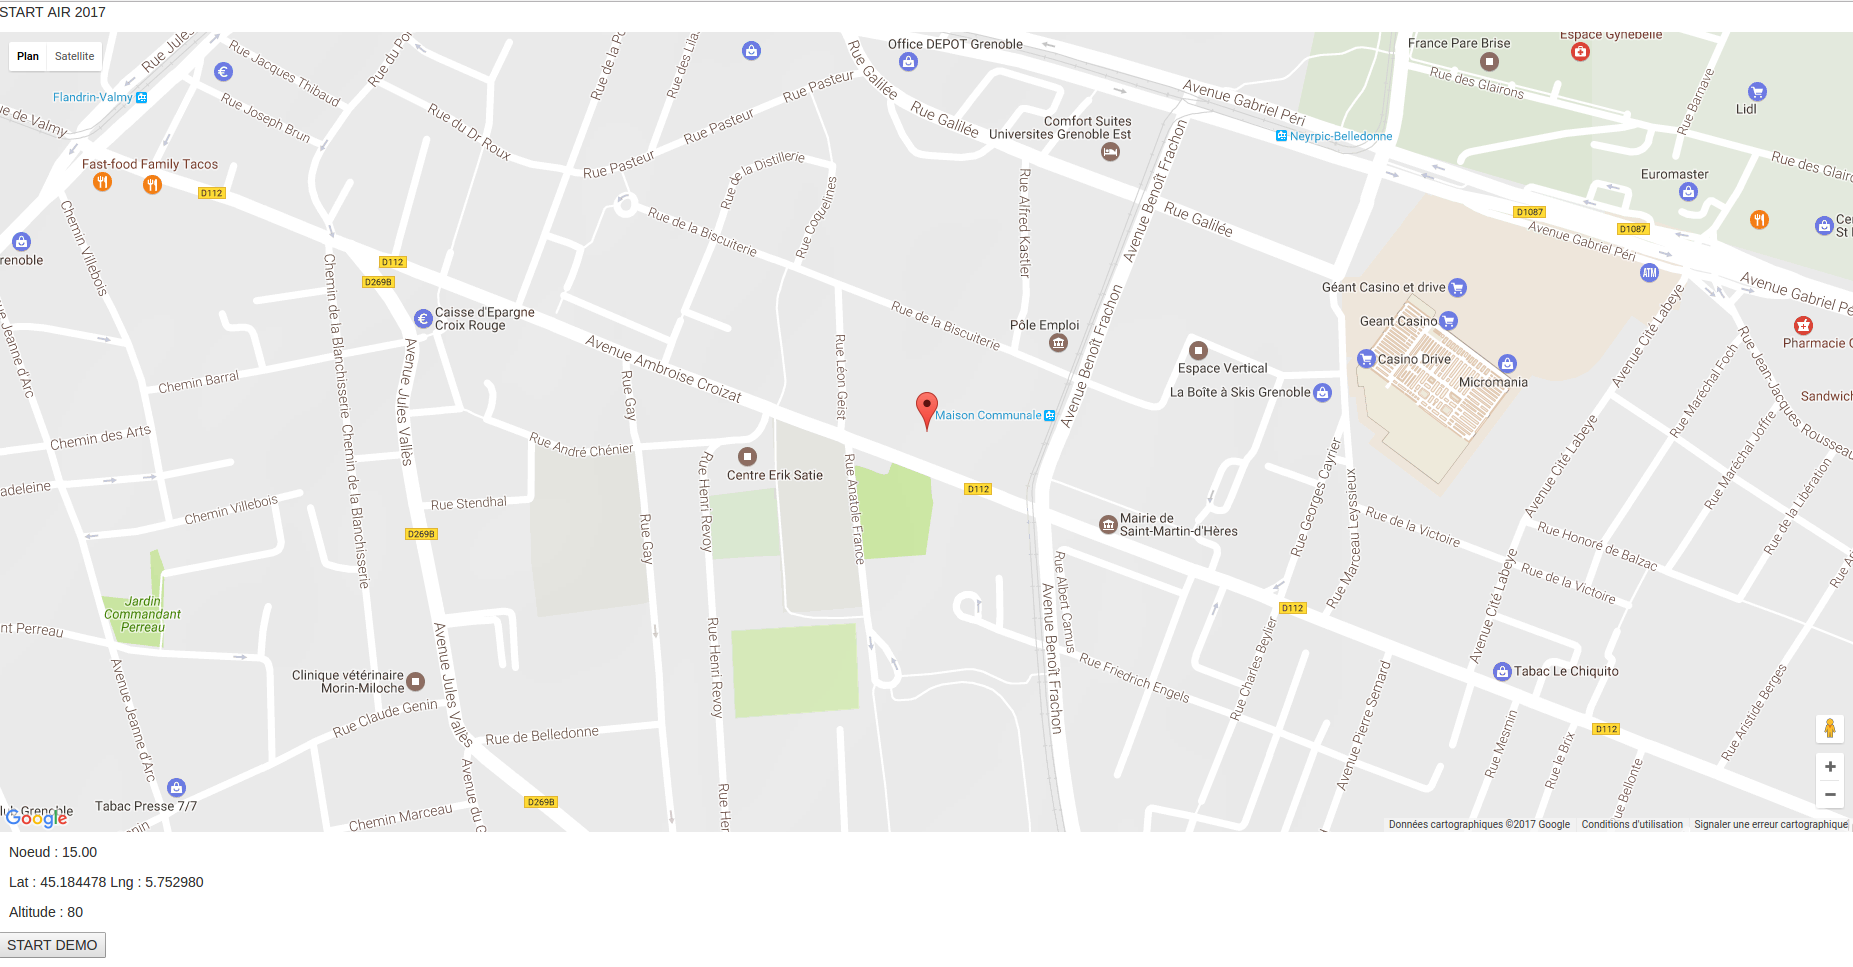 START AIR 2017
Plan
Satellite
Rue Jules
Rue Jacques Thibaud
Rue du Po
Rue de la Po
Rue des Lilas
Rue Galilée
Office DEPOT Grenoble
France Pare Brise
Espace Gynebelle
Flandrin-Valmy
ue de Valmy
Rue Joseph Brun
Rue du Dr Roux
Rue Pasteur
Rue Pasteur
Rue Pasteur
Rue Galilée
Avenue Gabriel Péri
Rue des Glairons
Rue Barnave
Lidl
Comfort Suites
Universites Grenoble Est
Neyrpic-Belledonne
Rue des Glairo
Fast-food Family Tacos
D112
Rue de la Distillerie
Rue Coquelines
Rue Alfred Kastler
Avenue Benoît Frachon
Euromaster
Rue de la Biscuiterie
Rue Galilée
D1087
D1087
Avenue Gabriel Péri
Ce
St
Chemin Villebois
renoble
D112
D269B
ATM
Avenue Gabriel Pé
Géant Casino et drive
Geant Casino
Casino Drive
Micromania
Caisse d'Epargne
Croix Rouge
Chemin de la Blanchisserie
Chemin de la Blanchisserie
Avenue Ambroise Croizat
Rue Léon Geist
Rue de la Biscuiterie
Pôle Emploi
Avenue Benoît Frachon
Espace Vertical
La Boîte à Skis Grenoble
Avenue Cité Labeye
Rue Maréchal Foch
Rue Jean-Jacques Rousseau
Pharmacie
Sandwich
ue Jeanne d'Arc
Chemin Barral
Avenue Jules Vallès
Rue Gay
Maison Communale
Chemin des Arts
Rue André Chénier
Centre Erik Satie
Rue Henri Revoy
Rue Anatole France
D112
Rue Georges Cayrier
Rue Marceau Leyssieux
Avenue Cité Labeye
Rue Maréchal Joffre
Rue de la Libération
adeleine
Chemin Villebois
Rue Stendhal
D269B
Rue Gay
Mairie de
Saint-Martin-d'Hères
Rue de la Victoire
Rue Honoré de Balzac
Rue de la Victoire
Jardin
Commandant
Perreau
nt Perreau
Rue Albert Camus
Avenue Benoît Frachon
D112
Avenue Cité Labeye
Rue Charles Beylier
Rue Friedrich Engels
Avenue Pierre Semard
Tabac Le Chiquito
Rue Aristide Berges
Avenue Jeanne d'Arc
Clinique vétérinaire
Morin-Miloche
Avenue Jules Vallès
Rue Henri Revoy
Rue Claude Genin
Rue de Belledonne
Rue Mesmin
Rue le Brix
D112
ue Bellonte
Tabac Presse 7/7
Grenoble
Google
Chemin Marceau
D269B
Avenue du G
Rue Her
Données cartographiques ©2017 Google
Conditions d'utilisation
Signaler une erreur cartographique
Noeud : 15.00
Lat : 45.184478 Lng : 5.752980
Altitude : 80
START DEMO